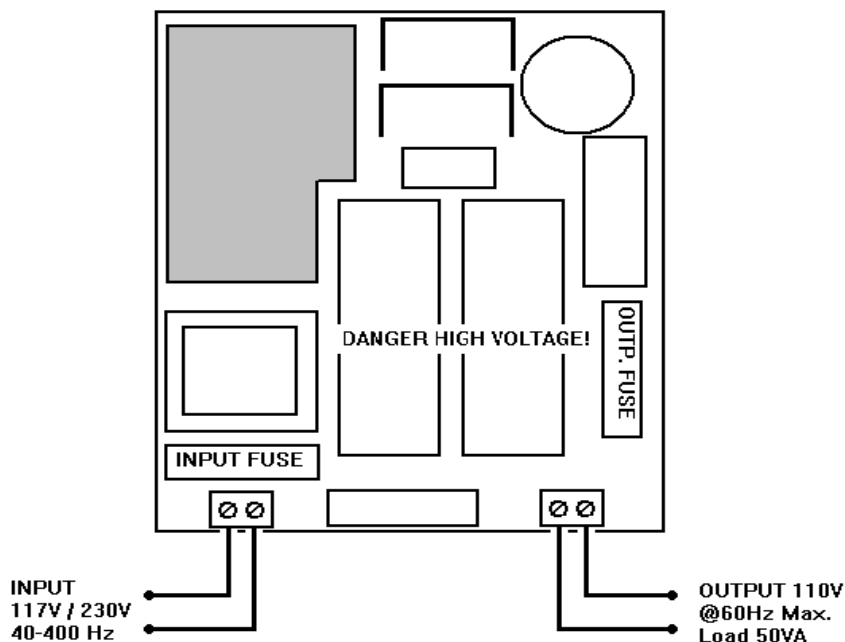 DANGER HIGH VOLTAGE!
OUTP. FUSE
INPUT FUSE
INPUT
117V / 230V
40-400 Hz
OUTPUT 110V
@60Hz Max.
Load 50VA